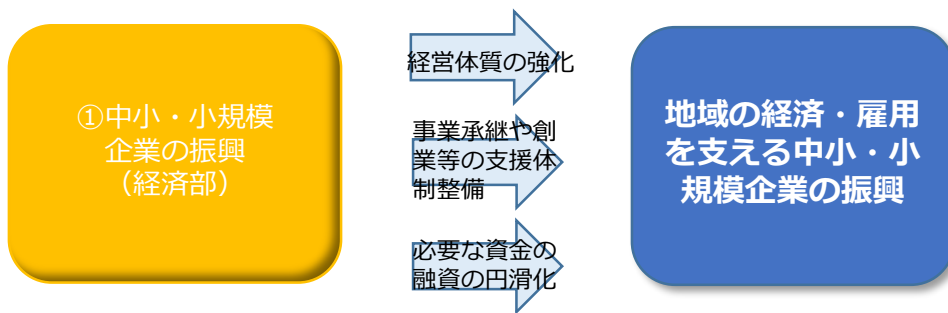 ①中小・小規模
企業の振興
（経済部）
経営体質の強化
事業承継や創
業等の支援体
制整備
必要な資金の
融資の円滑化
地域の経済・雇用
を支える中小・小
規模企業の振興